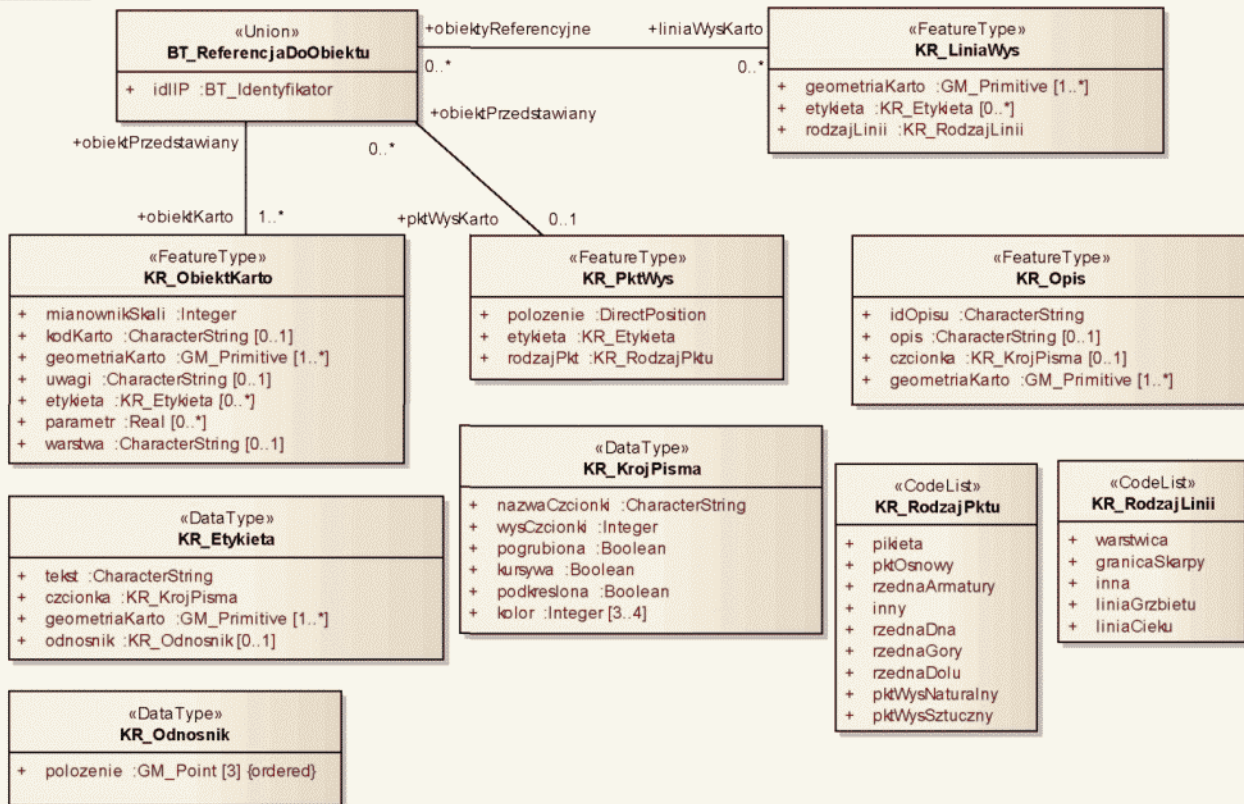 «Union»
BT_ReferencjaDoObiektu
+ idIIP :BT_Identyfikator
+obiektyReferencyjne
0..*
+liniaWysKarto
0..*
«FeatureType»
KR_LiniaWys
+ geometriaKarto :GM_Primitive [1..*]
+ etykieta :KR_Etykieta [0..*]
+ rodzajLinii :KR_RodzajLinii
+obiektPrzedstawiany
+obiektPrzedstawiany
0..*
+obiektKarto
1..*
+pktWysKarto
0..1
«FeatureType»
KR_ObiektKarto
+ mianownikSkali :Integer
+ kodKarto :CharacterString [0..1]
+ geometriaKarto :GM_Primitive [1..*]
+ uwagi :CharacterString [0..1]
+ etykieta :KR_Etykieta [0..*]
+ parametr :Real [0..*]
+ warstwa :CharacterString [0..1]
«FeatureType»
KR_PktWys
+ polozenie :DirectPosition
+ etykieta :KR_Etykieta
+ rodzajPkt :KR_RodzajPktu
«FeatureType»
KR_Opis
+ idOpisu :CharacterString
+ opis :CharacterString [0..1]
+ czcionka :KR_KrojPisma [0..1]
+ geometriaKarto :GM_Primitive [1..*]
«DataType»
KR_KrojPisma
+ nazwaCzcionki :CharacterString
+ wysCzcionki :Integer
+ pogrubiona :Boolean
+ kursywa :Boolean
+ podkreslona :Boolean
+ kolor :Integer [3..4]
«CodeList»
KR_RodzajPktu
+ pikieta
+ pktOsnowy
+ rzednaArmatury
+ inny
+ rzednaDna
+ rzednaGory
+ rzednaDolu
+ pktWysNaturalny
+ pktWysSztuczny
«CodeList»
KR_RodzajLinii
+ warstwica
+ granicaSkarpy
+ inna
+ liniaGrzbietu
+ liniaCieku
«DataType»
KR_Etykieta
+ tekst :CharacterString
+ czcionka :KR_KrojPisma
+ geometriaKarto :GM_Primitive [1..*]
+ odnosnik :KR_Odnosnik [0..1]
«DataType»
KR_Odnosnik
+ polozenie :GM_Point [3] {ordered}